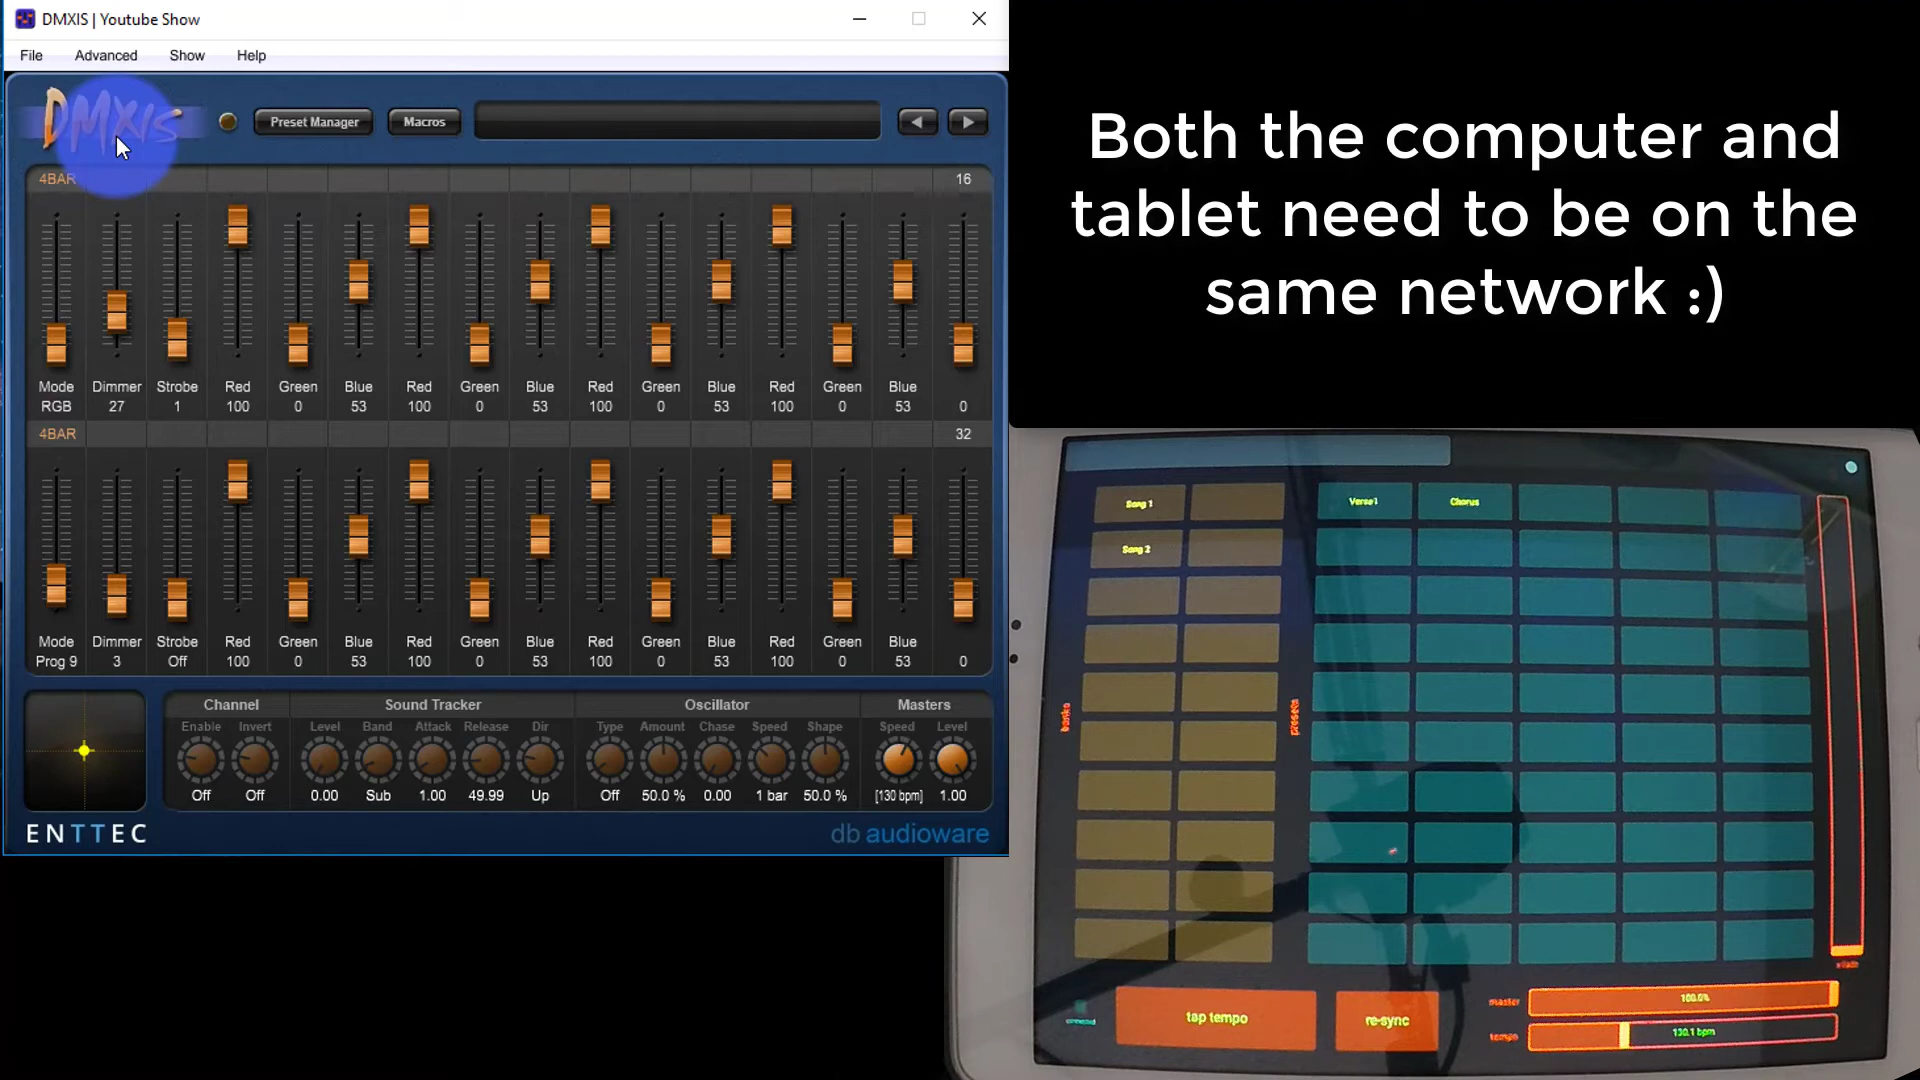 DMXIS | Youtube Show
File Advanced Show Help
DMXIS Preset Manager Macros
4BAR 16
Mode Dimmer Strobe Red Green Blue Red Green Blue Red Green Blue Red Green Blue
RGB 27 1 100 0 53 100 0 53 100 0 53 100 0 53 0
4BAR 32
Mode Dimmer Strobe Red Green Blue Red Green Blue Red Green Blue Red Green Blue
Prog 9 3 Off 100 0 53 100 0 53 100 0 53 100 0 53 0
Channel Sound Tracker Oscillator Masters
Enable Invert Level Band Attack Release Dir Type Amount Chase Speed Shape Speed Level
Off Off 0.00 Sub 1.00 49.99 Up Off 50.0 % 0.00 1 bar 50.0 % [130 bpm] 1.00
ENTTEC db audioware
Both the computer and
tablet need to be on the
same network :)
Song 1 Verse1 Chorus
Song 2
banks presets
xfade
connected tap tempo re-sync master 100.0%
tempo 130.1 bpm